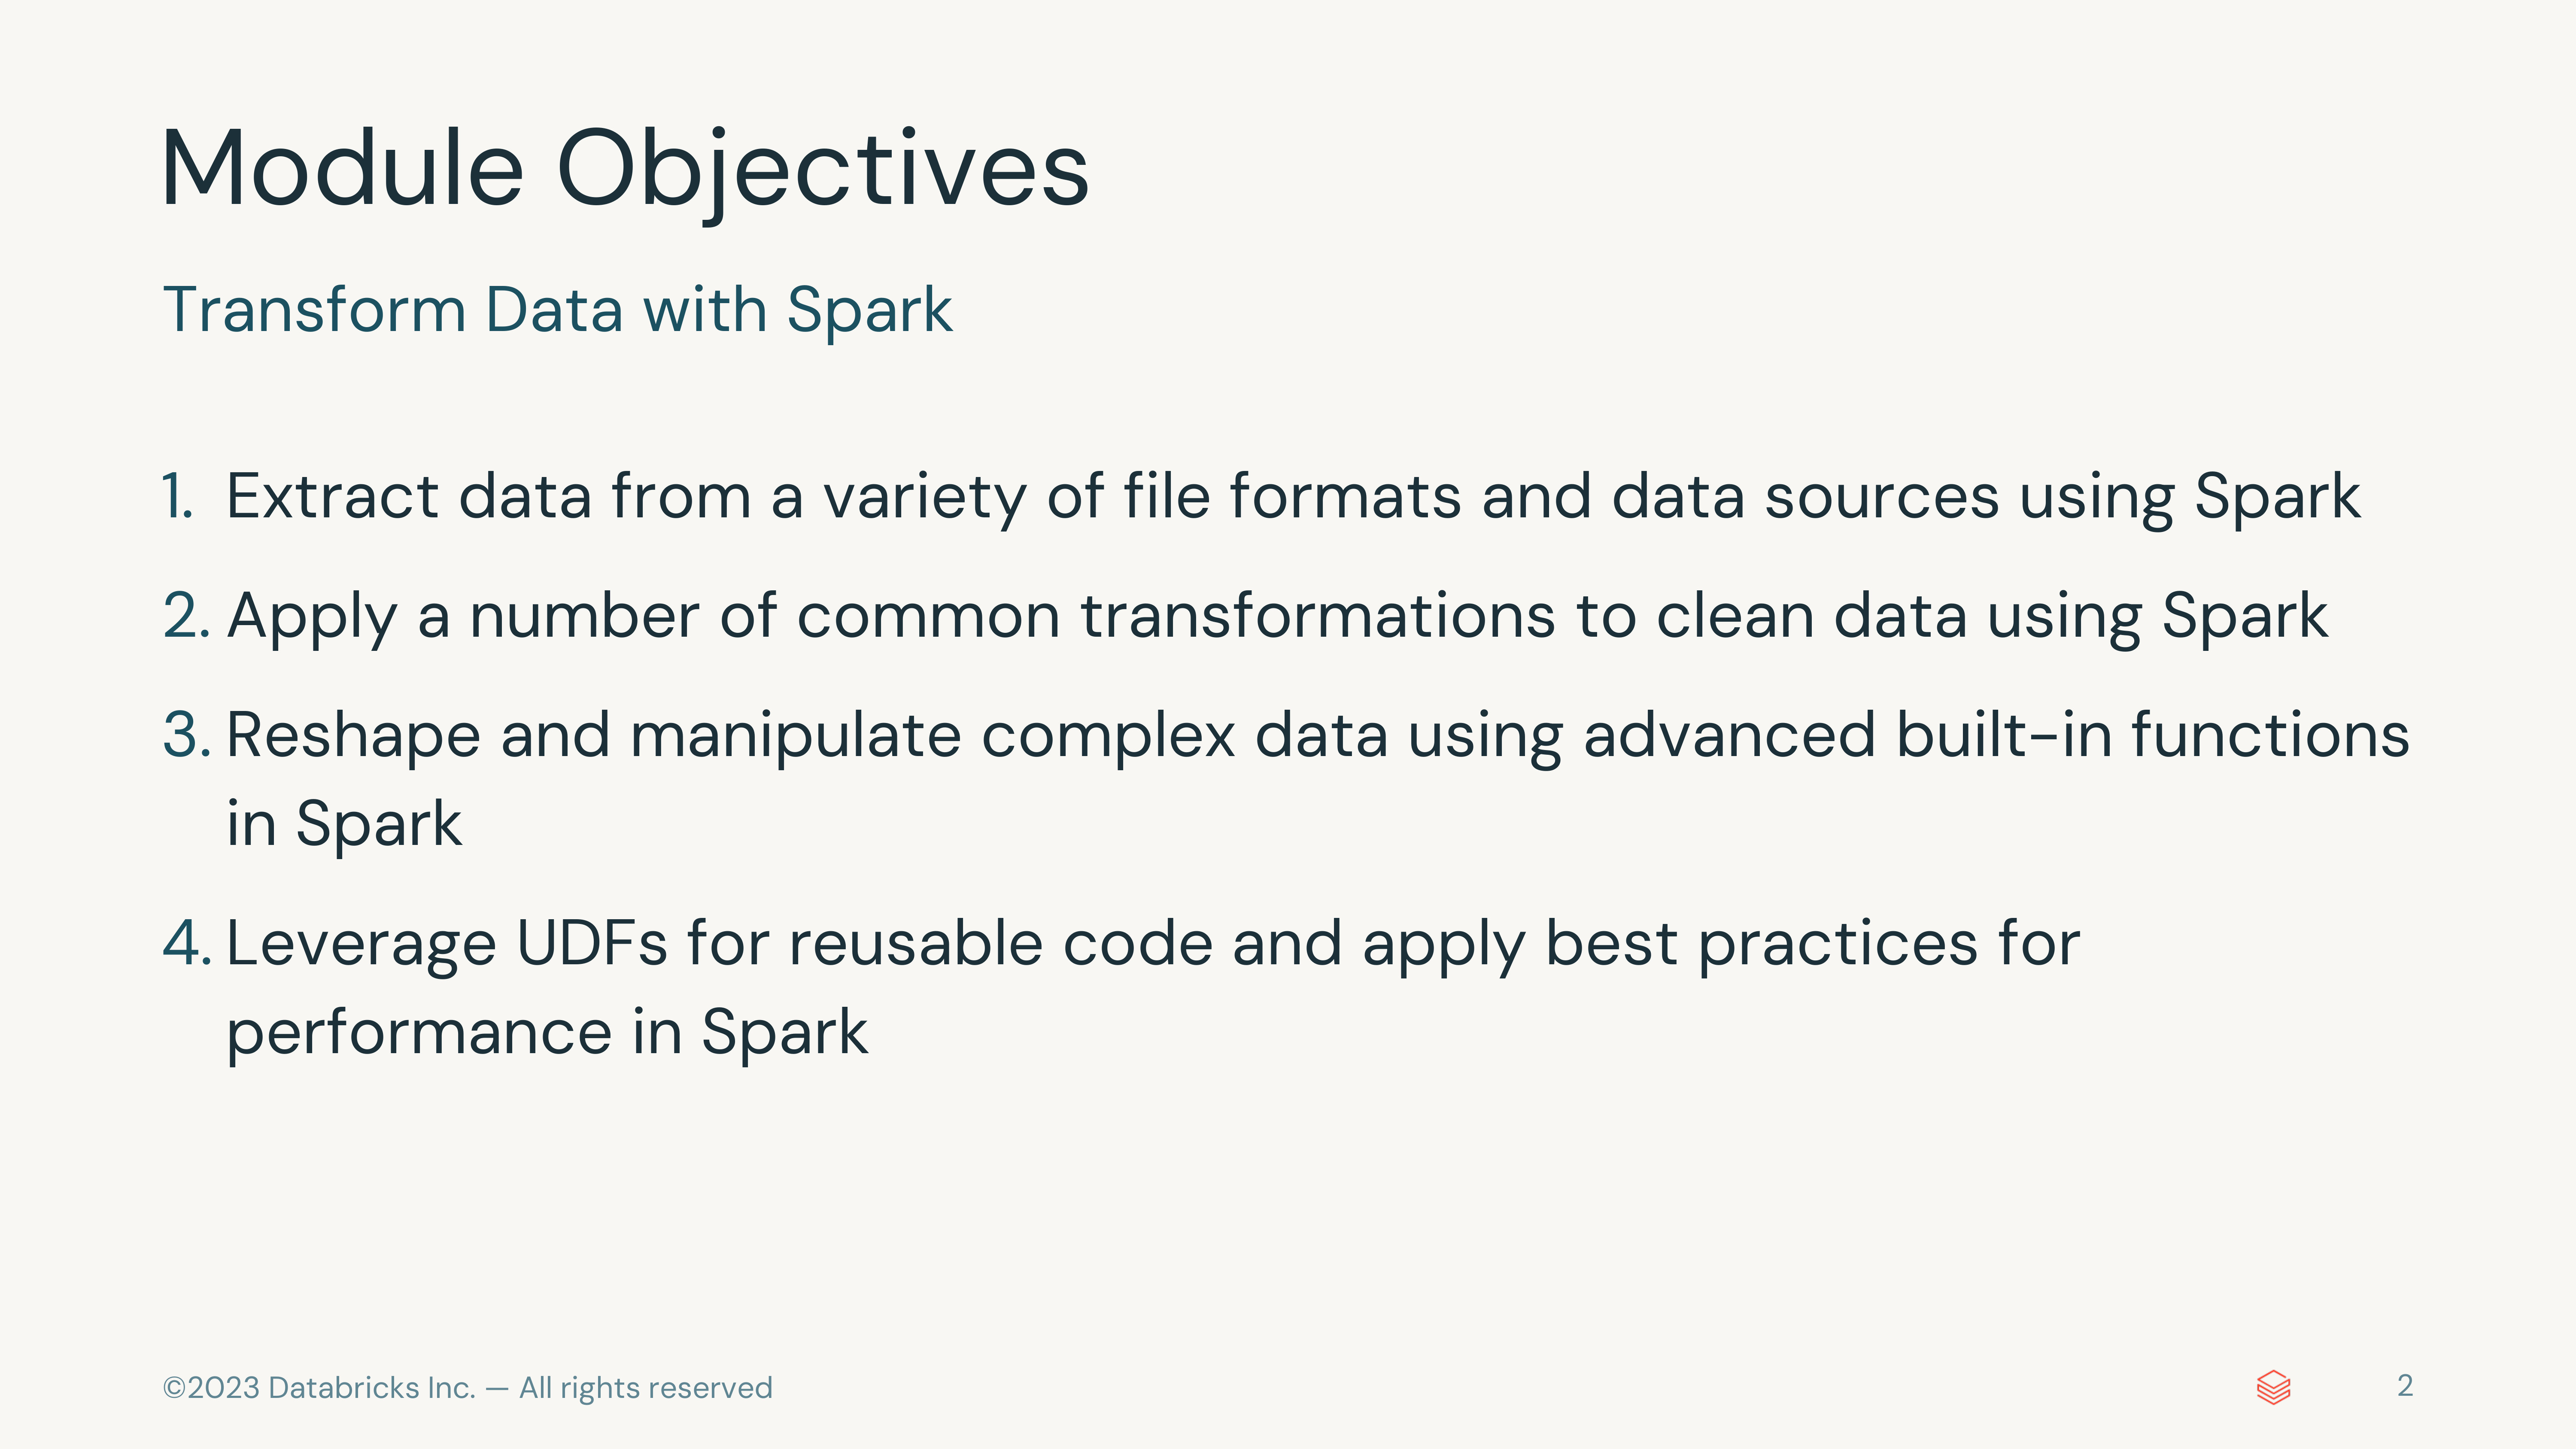 Module Objectives
Transform Data with Spark
1. Extract data from a variety of file formats and data sources using Spark
2. Apply a number of common transformations to clean data using Spark
3. Reshape and manipulate complex data using advanced built-in functions
in Spark
4. Leverage UDFs for reusable code and apply best practices for
performance in Spark
©2023 Databricks Inc. — All rights reserved
2